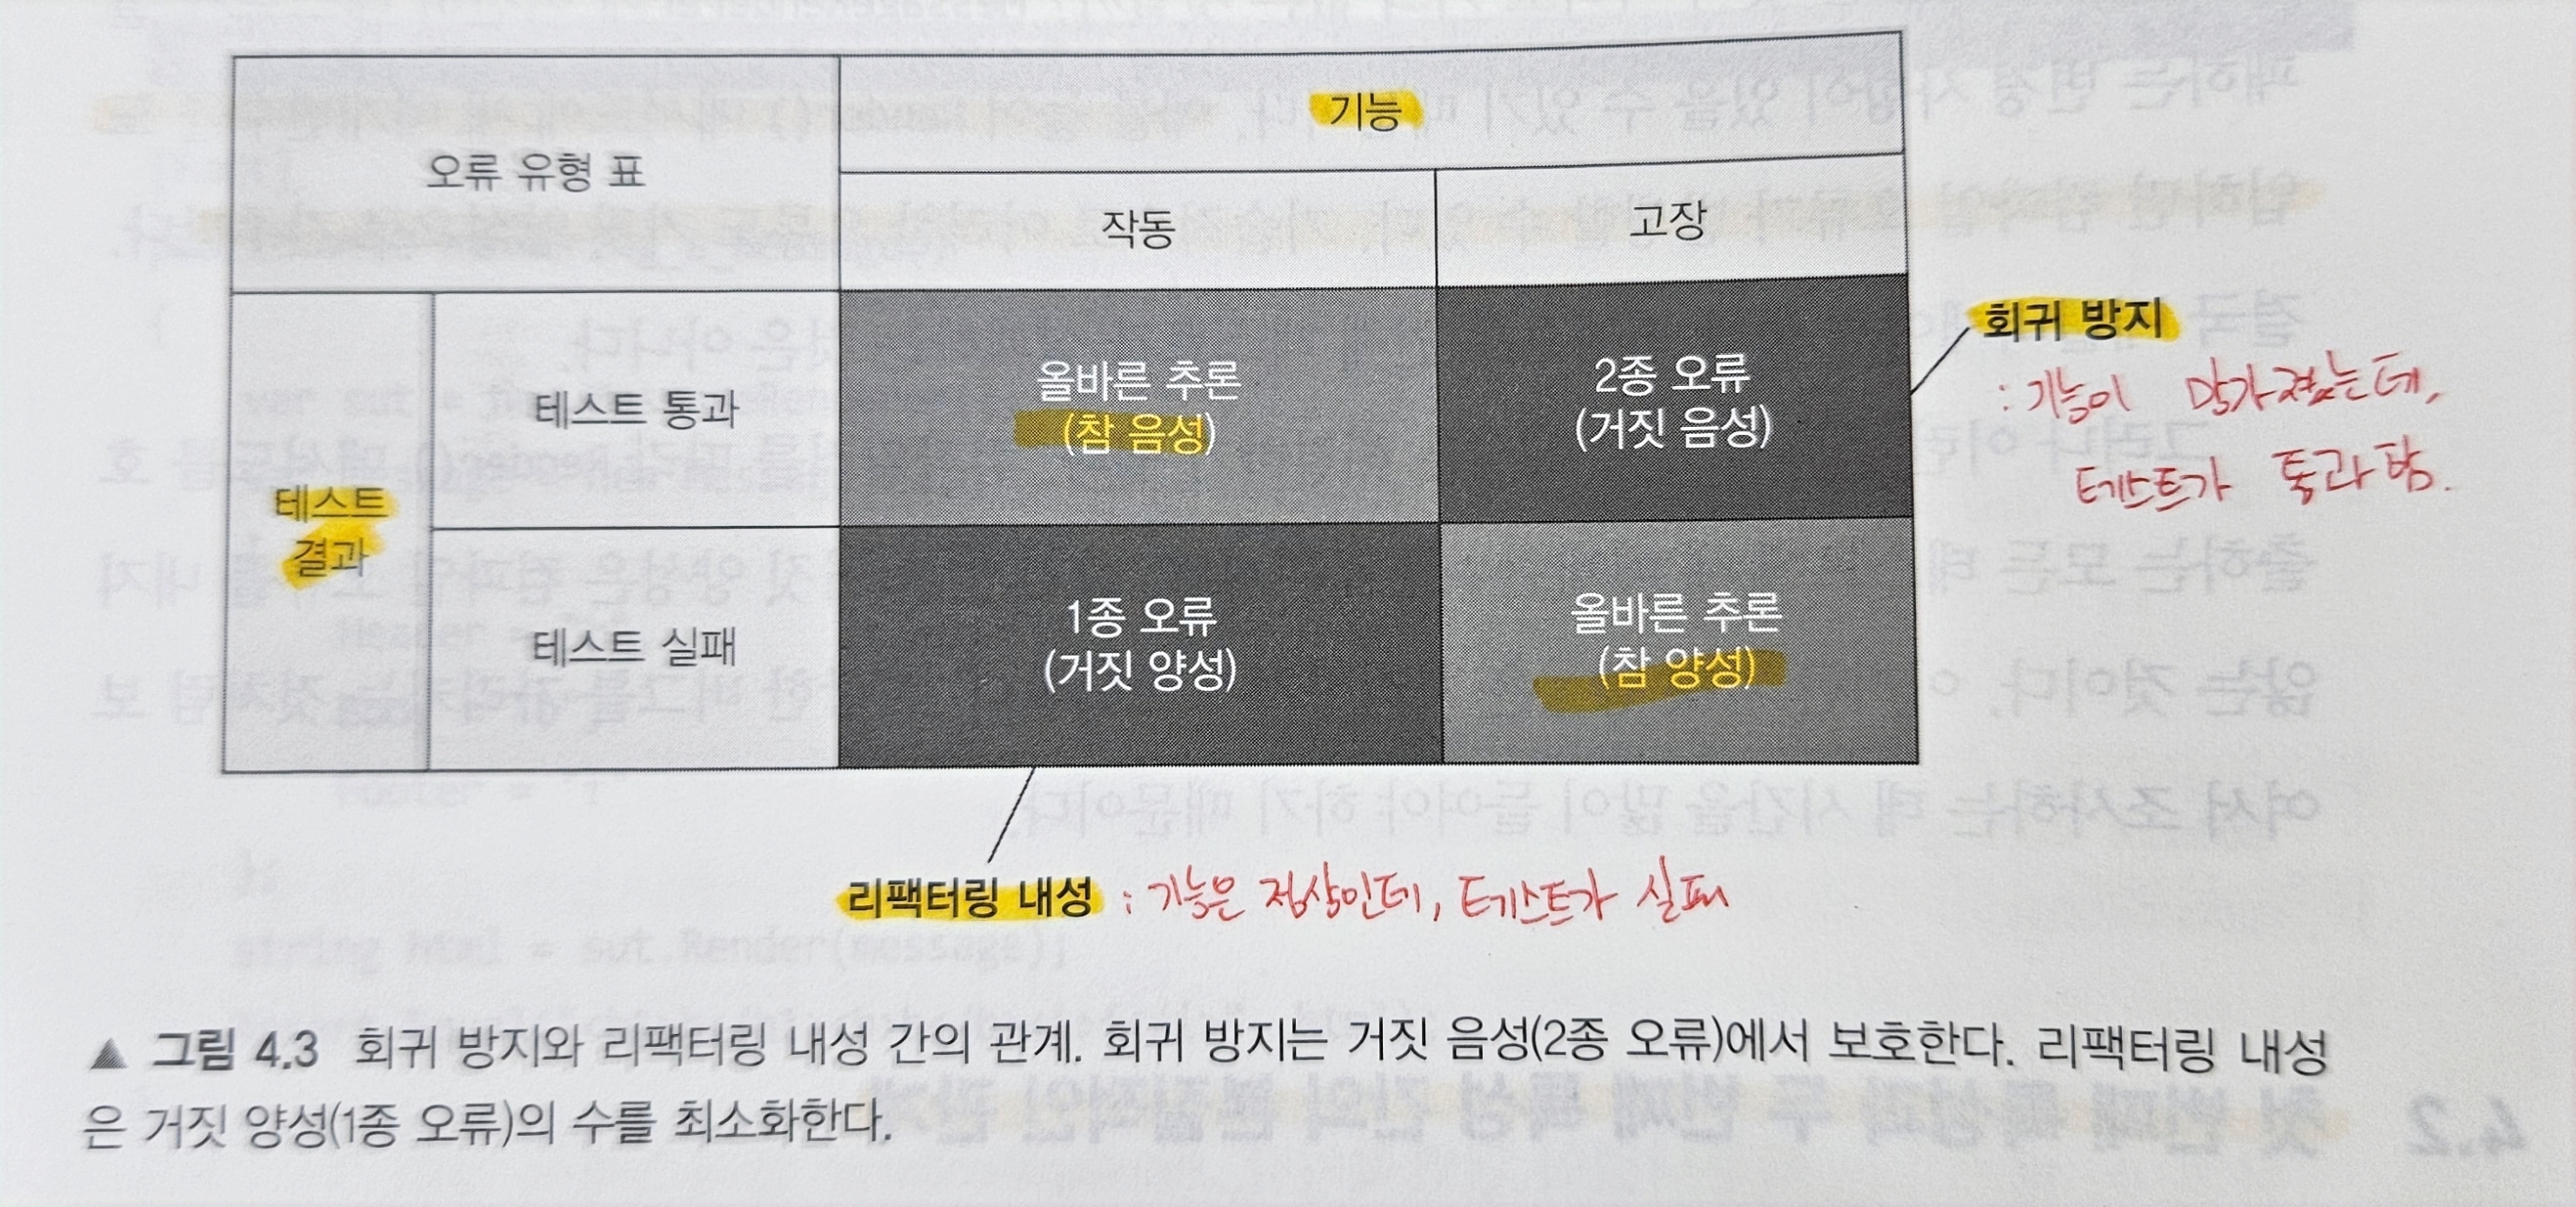 기능
오류 유형 표
작동
고장
회귀 방지
: 기능이 망가졌는데,
테스트가 통과함.
테스트 통과
올바른 추론
(참 음성)
2종 오류
(거짓 음성)
테스트
결과
테스트 실패
1종 오류
(거짓 양성)
올바른 추론
(참 양성)
리팩터링 내성 : 기능은 정상인데, 테스트가 실패
▲ 그림 4.3 회귀 방지와 리팩터링 내성 간의 관계. 회귀 방지는 거짓 음성(2종 오류)에서 보호한다. 리팩터링 내성
은 거짓 양성(1종 오류)의 수를 최소화한다.